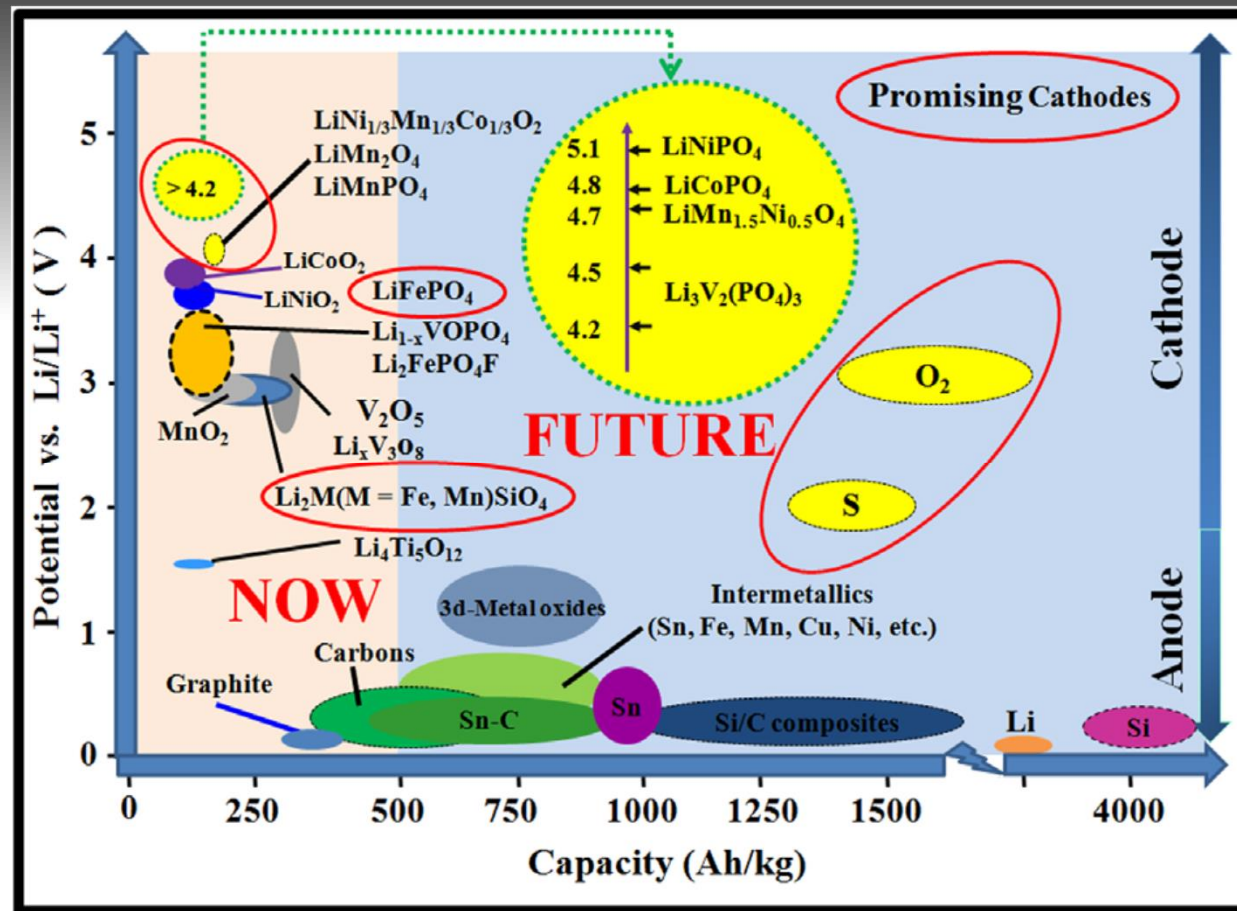 Promising Cathodes
Potential vs. Li/Li⁺ ( V )
5
4
3
2
1
0
LiNi₁/₃Mn₁/₃Co₁/₃O₂
LiMn₂O₄
LiMnPO₄
> 4.2
LiCoO₂
LiNiO₂
LiFePO₄
Li₁₋ₓVOPO₄
Li₂FePO₄F
MnO₂
V₂O₅
LiₓV₃o₈
Li₂M(M = Fe, Mn)SiO₄
Li₄Ti₅O₁₂
NOW
5.1 LiNiPO₄
4.8 LiCoPO₄
4.7 LiMn₁.₅Ni₀.₅O₄
4.5
Li₃V₂(PO₄)₃
4.2
FUTURE
O₂
S
Cathode
Anode
3d-Metal oxides
Intermetallics
(Sn, Fe, Mn, Cu, Ni, etc.)
Carbons
Graphite
Sn-C
Sn
Si/C composites
Li
Si
0 250 500 750 1000 1250 1500 4000
Capacity (Ah/kg)